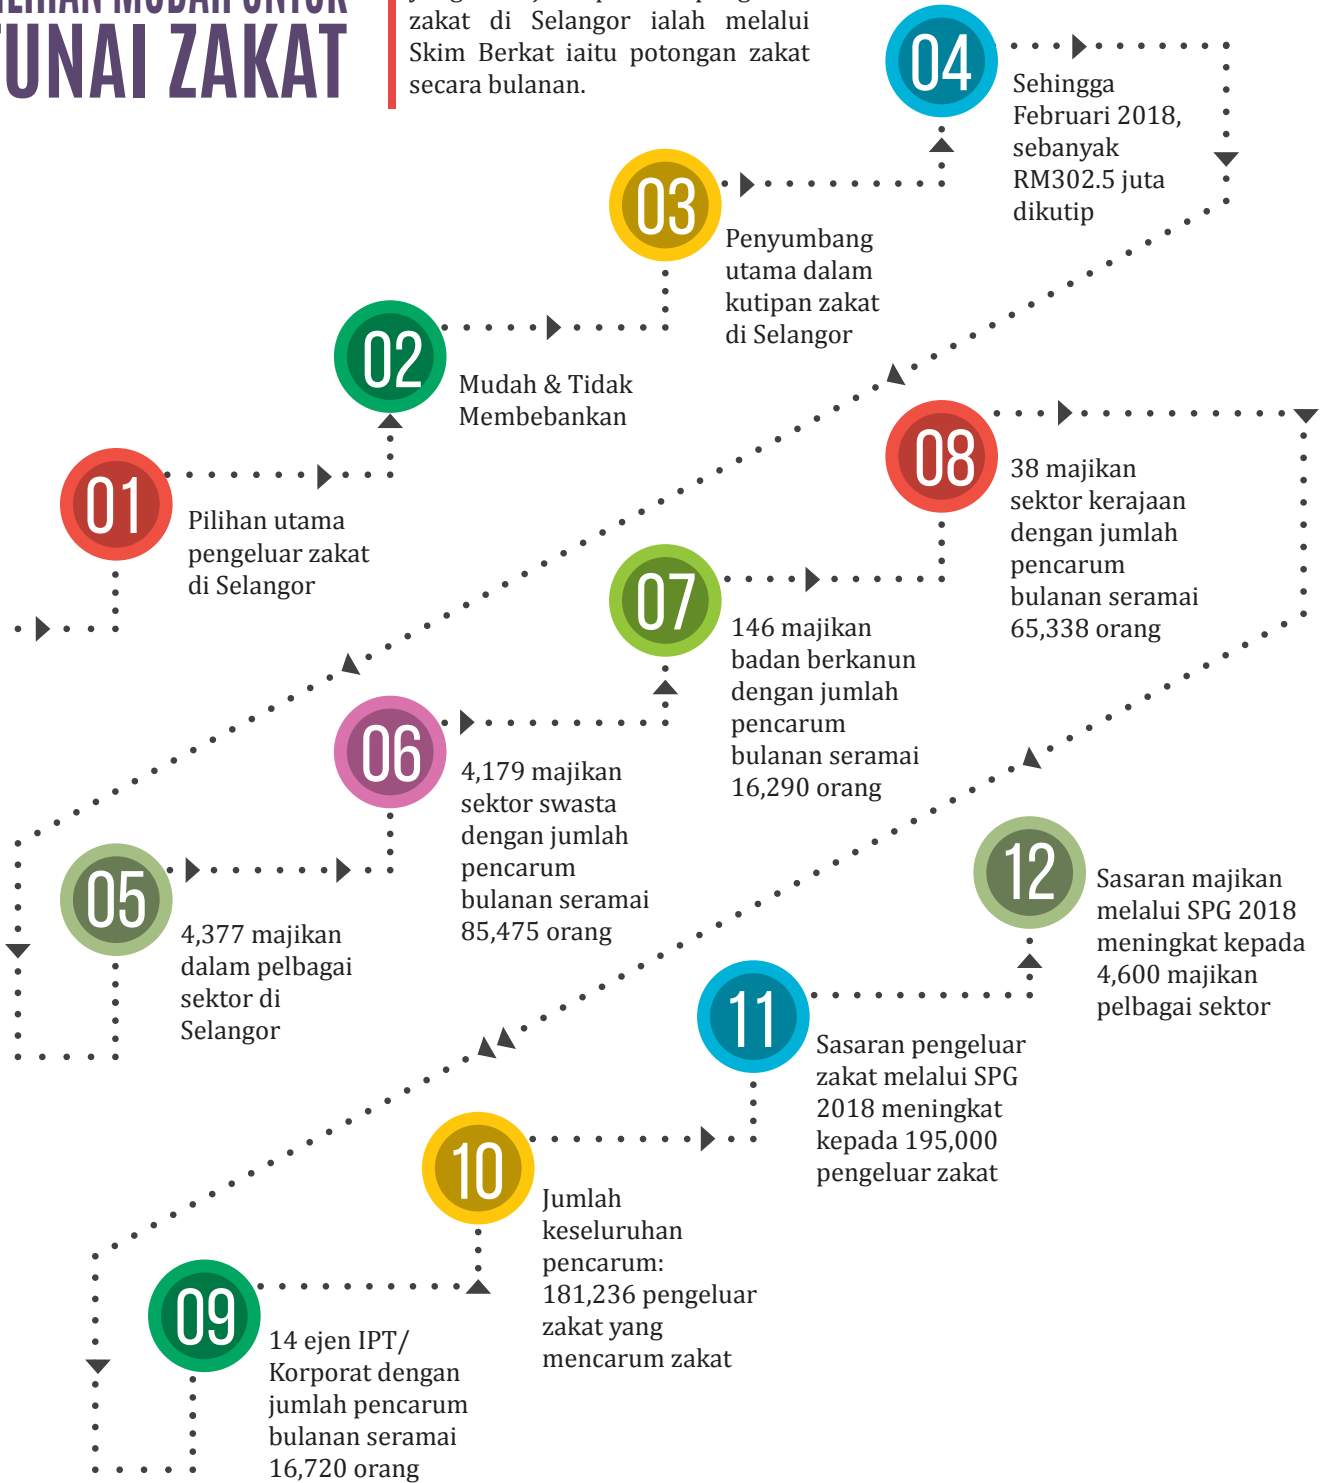 MUDAH UNTUK
TUNAI ZAKAT
zakat di Selangor ialah melalui
Skim Berkat iaitu potongan zakat
secara bulanan.
01
Pilihan utama
pengeluar zakat
di Selangor
02
Mudah & Tidak
Membebankan
03
Penyumbang
utama dalam
kutipan zakat
di Selangor
04
Sehingga
Februari 2018,
sebanyak
RM302.5 juta
dikutip
05
4,377 majikan
dalam pelbagai
sektor di
Selangor
06
4,179 majikan
sektor swasta
dengan jumlah
pencarum
bulanan seramai
85,475 orang
07
146 majikan
badan berkanun
dengan jumlah
pencarum
bulanan seramai
16,290 orang
08
38 majikan
sektor kerajaan
dengan jumlah
pencarum
bulanan seramai
65,338 orang
09
14 ejen IPT/
Korporat dengan
jumlah pencarum
bulanan seramai
16,720 orang
10
Jumlah
keseluruhan
pencarum:
181,236 pengeluar
zakat yang
mencarum zakat
11
Sasaran pengeluar
zakat melalui SPG
2018 meningkat
kepada 195,000
pengeluar zakat
12
Sasaran majikan
melalui SPG 2018
meningkat kepada
4,600 majikan
pelbagai sektor